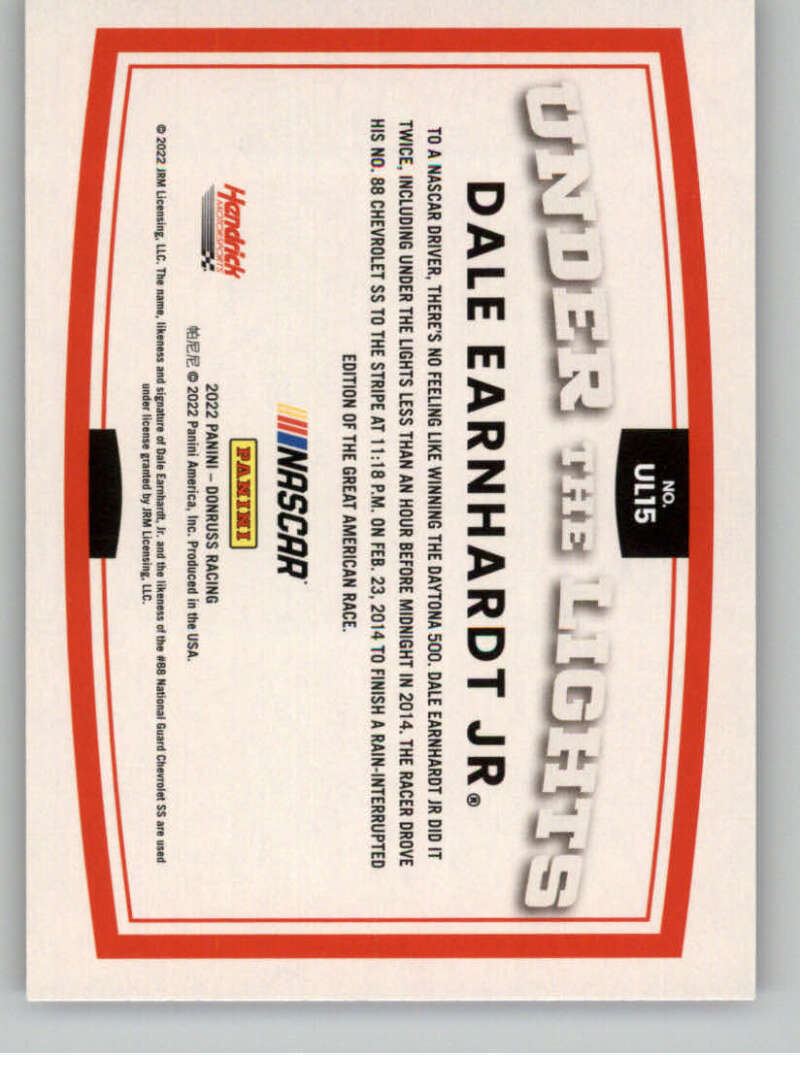 NO.
UL15
UNDER THE LIGHTS
DALE EARNHARDT JR.®
TO A NASCAR DRIVER, THERE'S NO FEELING LIKE WINNING THE DAYTONA 500. DALE EARNHARDT JR DID IT
TWICE, INCLUDING UNDER THE LIGHTS LESS THAN AN HOUR BEFORE MIDNIGHT IN 2014. THE RACER DROVE
HIS NO. 88 CHEVROLET SS TO THE STRIPE AT 11:18 P.M. ON FEB. 23, 2014 TO FINISH A RAIN-INTERRUPTED
EDITION OF THE GREAT AMERICAN RACE.
NASCAR
Hendrick
MOTORSPORTS
PANINI
2022 PANINI – DONRUSS RACING
帕尼尼 © 2022 Panini America, Inc. Produced in the USA.
© 2022 JRM Licensing, LLC. The name, likeness and signature of Dale Earnhardt, Jr. and the likeness of the #88 National Guard Chevrolet SS are used
under license granted by JRM Licensing, LLC.